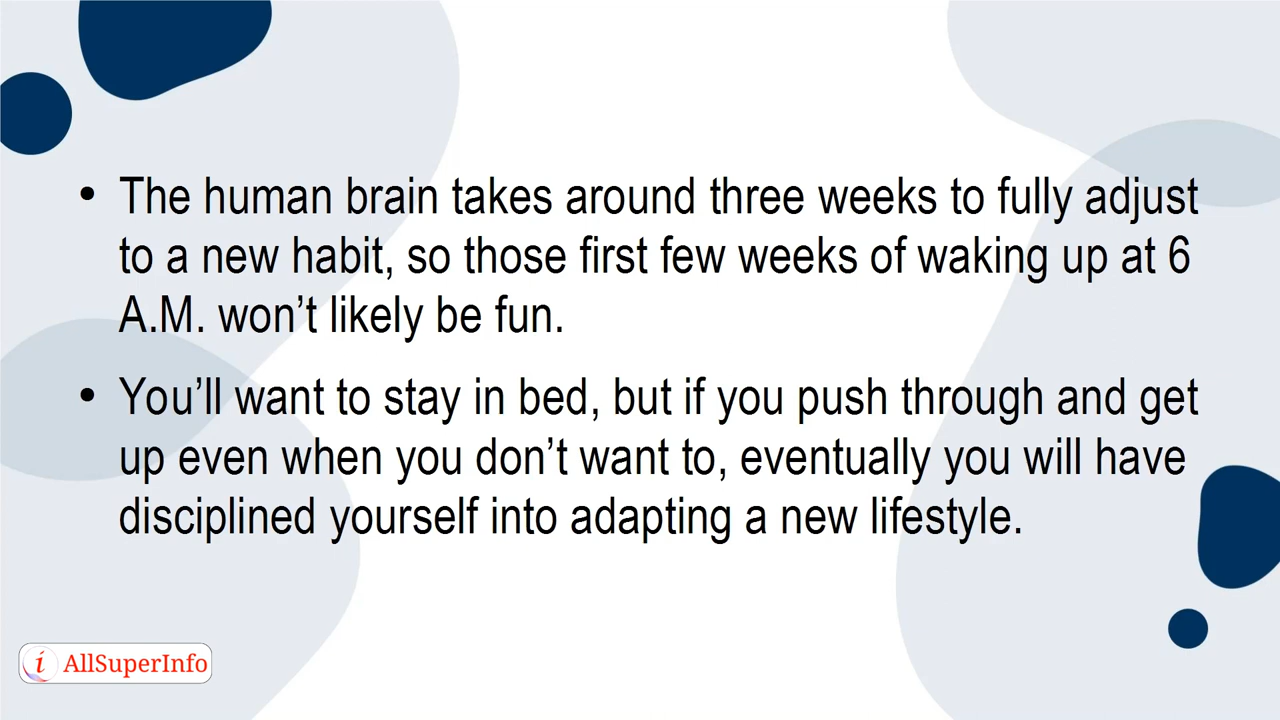 • The human brain takes around three weeks to fully adjust
to a new habit, so those first few weeks of waking up at 6
A.M. won’t likely be fun.
• You’ll want to stay in bed, but if you push through and get
up even when you don’t want to, eventually you will have
disciplined yourself into adapting a new lifestyle.
i AllSuperInfo